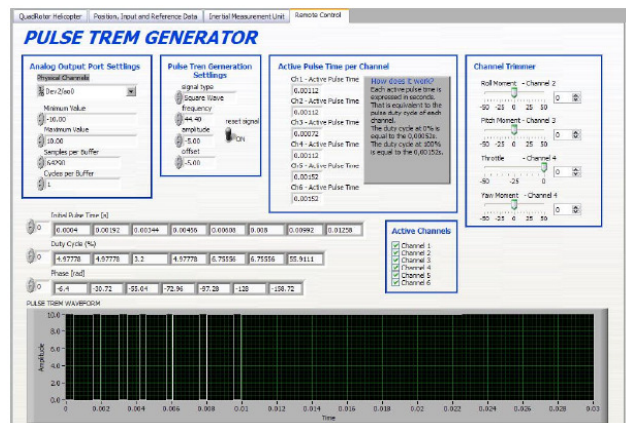 QuadRotor Helicopter
Position, Input and Reference Data
Inertial Measurement Unit
Remote Control
PULSE TREM GENERATOR
Analog Output Port Settlngs
Physical Channels
Dev2/ao0
Minimum Value
-10.00
Maximum Value
10.00
Samples per Buffer
64290
Cycles per Buffer
1
Pulse Tren Generation
Settlngs
signal type
Square Wave
frequency
44.40
reset signal
amplitude
-5.00
ON
offset
-5.00
Active Pulse Time per Channel
Ch1 - Active Pulse Time
0.00112
Ch2 - Active Pulse Time
0.00112
Ch3 - Active Pulse Time
0.00072
Ch4 - Active Pulse Time
0.00112
Ch5 - Active Pulse Time
0.00152
Ch6 - Active Pulse Time
0.00152
How does it work?
Each active pulse time is
expressed in seconds.
That is equivalent to the
pulse duty cycle of each
channel.
The duty cycle at 0% is
equal to the 0,00052s.
The duty cycle at 100%
is equal to the 0,00152s.
Channel Trimmer
Roll Moment - Channel 2
0
-50 -25 0 25 50
Pitch Moment - Channel 3
0
-50 -25 0 25 50
Throttle - Channel 4
0
-50 -25 0
Yaw Moment - Channel 4
0
-50 -25 0 25 50
Initial Pulse Time [s]
0 0.0004 0.00192 0.00344 0.00456 0.00608 0.008 0.00992 0.01258
Duty Cycle (%)
0 4.97778 4.97778 3.2 4.97778 6.75556 6.75556 55.9111
Phase [rad]
0 -6.4 -30.72 -55.04 -72.96 -97.28 -128 -158.72
Active Channels
Channel 1
Channel 2
Channel 3
Channel 4
Channel 5
Channel 6
PULSE TREM WAVEFORM
10.0
8.0
6.0
4.0
2.0
Amplitude
0 0.002 0.004 0.006 0.008 0.01 0.012 0.014 0.016 0.018 0.02 0.022 0.024 0.026 0.028 0.03
Time